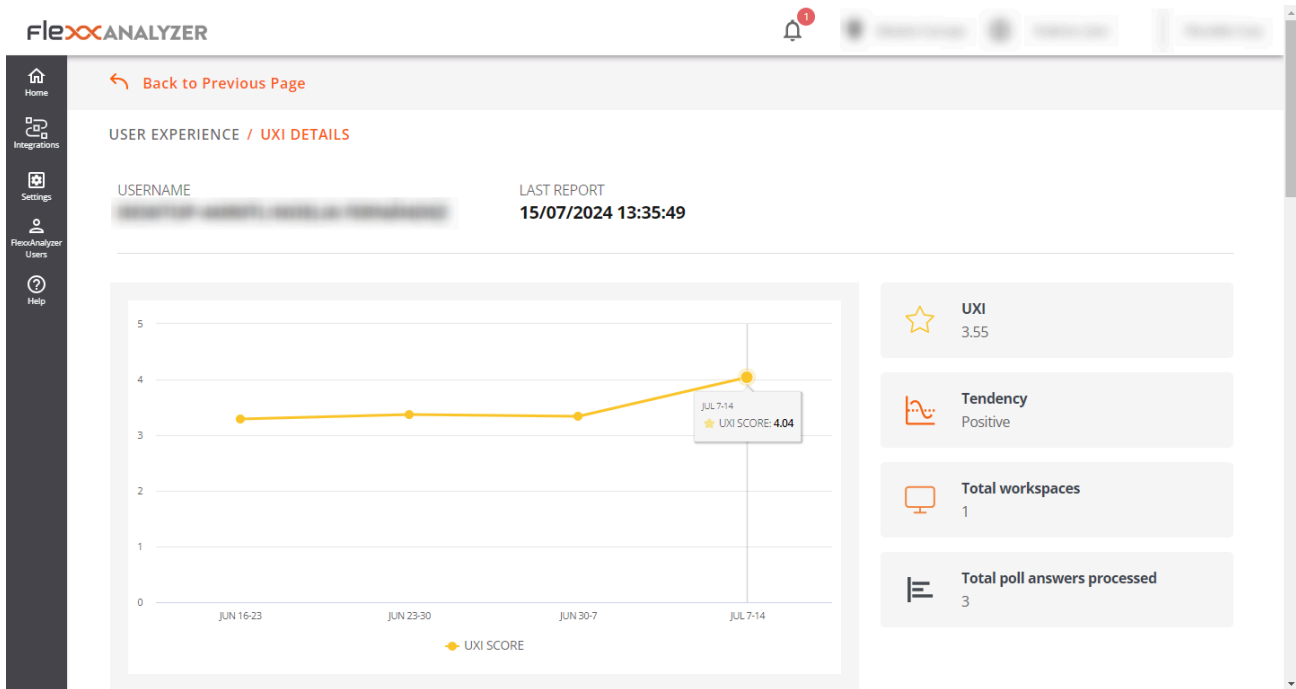 FlexxANALYZER
1
Home
Integrations
Settings
FlexxAnalyzer
Users
Help
Back to Previous Page
USER EXPERIENCE / UXI DETAILS
USERNAME
LAST REPORT
15/07/2024 13:35:49
5
4
3
2
1
0
JUL 7-14
UXI SCORE: 4.04
JUN 16-23
JUN 23-30
JUN 30-7
JUL 7-14
UXI SCORE
UXI
3.55
Tendency
Positive
Total workspaces
1
Total poll answers processed
3